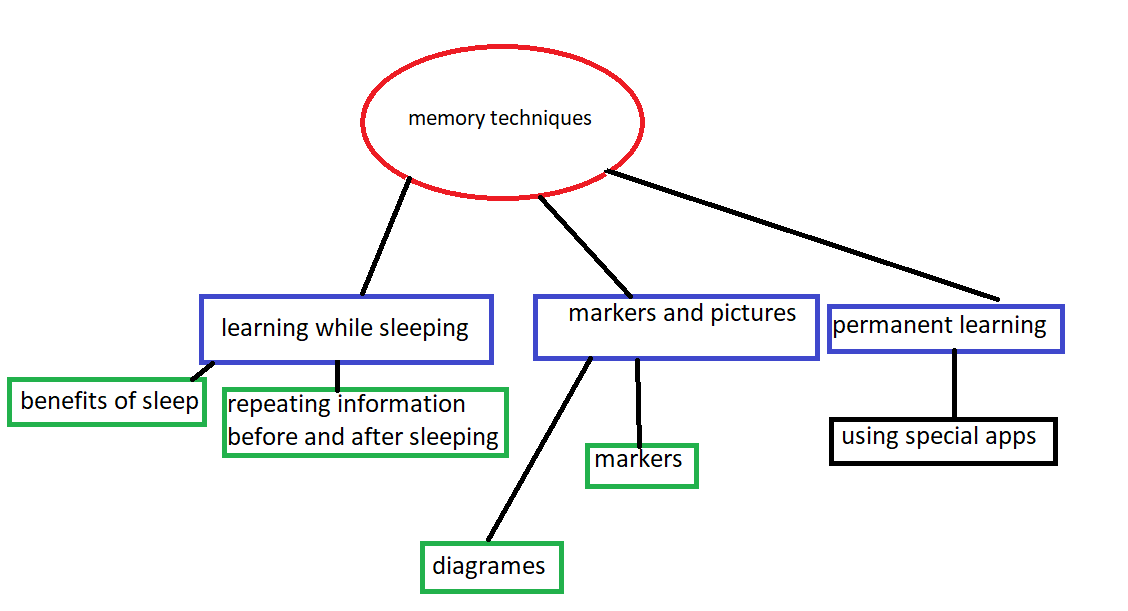 memory techniques
learning while sleeping
markers and pictures
permanent learning
benefits of sleep
repeating information
before and after sleeping
markers
using special apps
diagrames